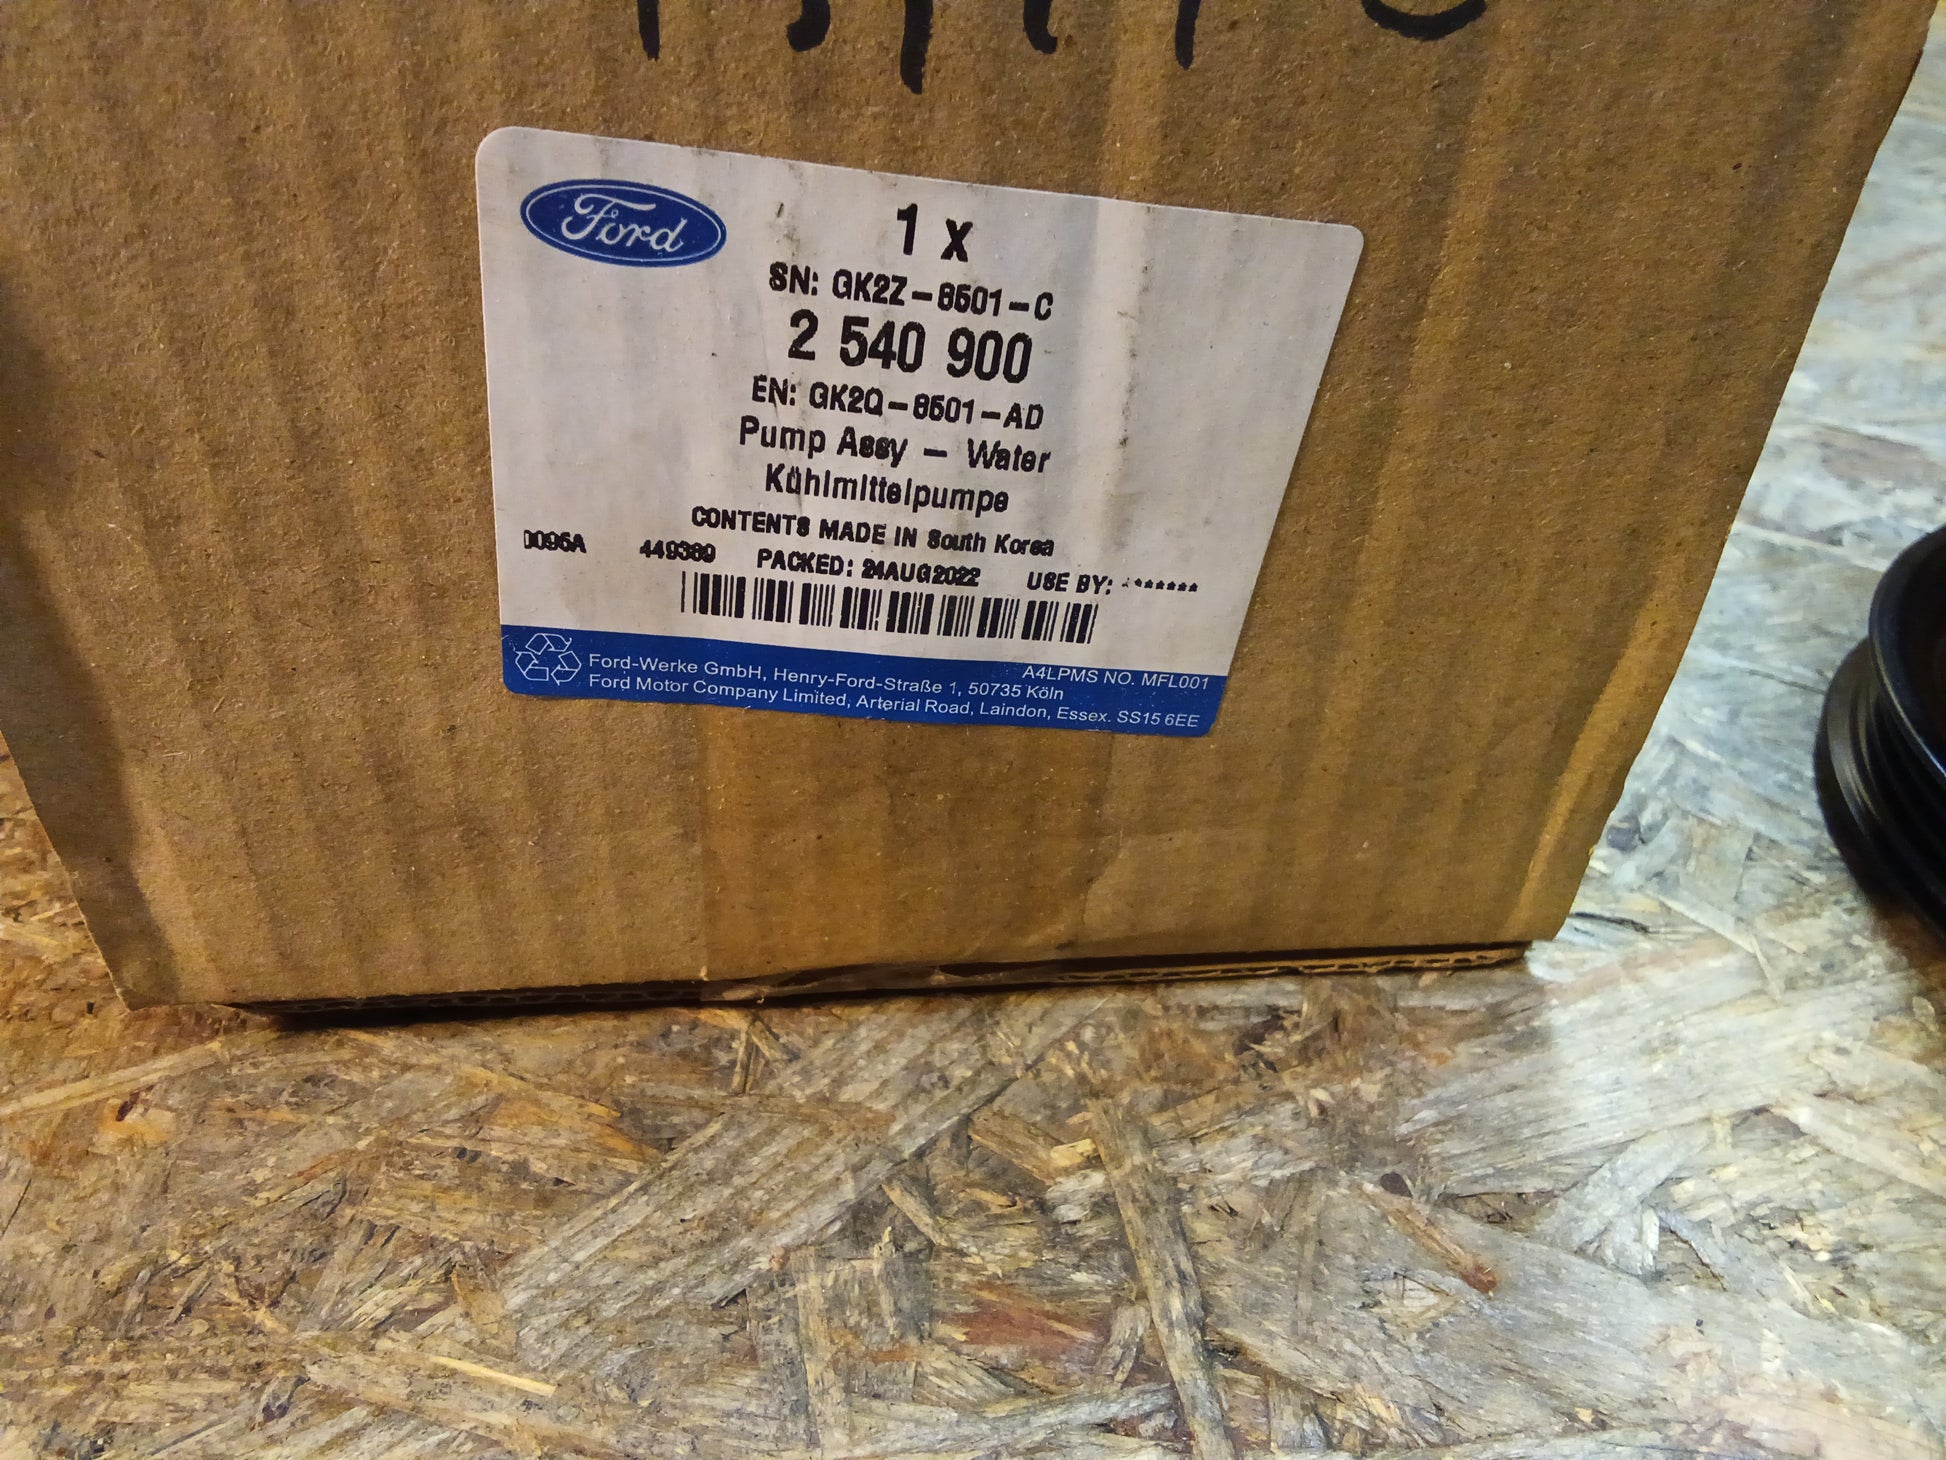 Ford
1 x
SN: GK2Z-8501-C
2 540 900
EN: GK2Q-8501-AD
Pump Assy - Water
Kühlmittelpumpe
CONTENTS MADE IN South Korea
449389 PACKED: 24AUG2022 USE BY: *******
A4LPMS NO. MFL001
Ford-Werke GmbH, Henry-Ford-Straße 1, 50735 Köln
Ford Motor Company Limited, Arterial Road, Laindon, Essex. SS15 6EE